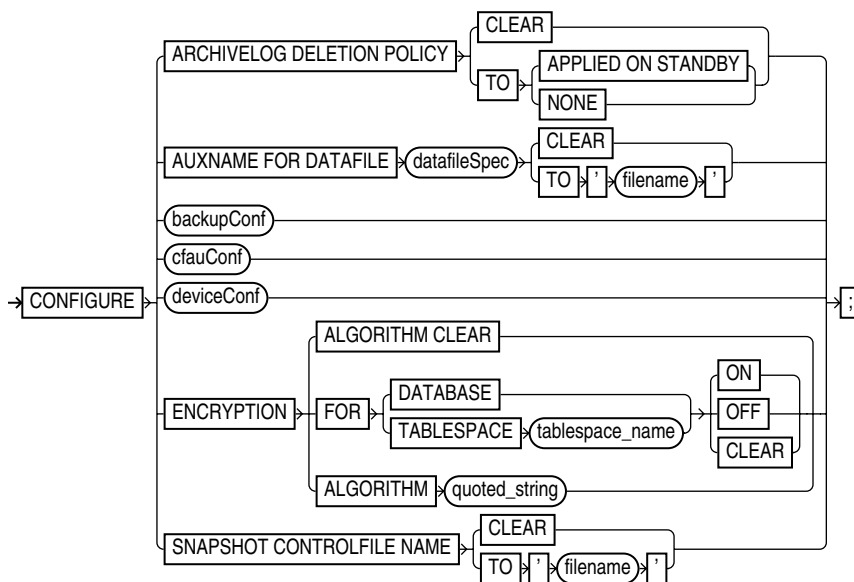 CLEAR
ARCHIVELOG DELETION POLICY
APPLIED ON STANDBY
TO
NONE
CLEAR
AUXNAME FOR DATAFILE datafileSpec
TO ' filename '
backupConf
cfauConf
CONFIGURE deviceConf ;
ALGORITHM CLEAR
ON
DATABASE
ENCRYPTION FOR OFF
TABLESPACE tablespace_name
CLEAR
ALGORITHM quoted_string
CLEAR
SNAPSHOT CONTROLFILE NAME
TO ' filename '